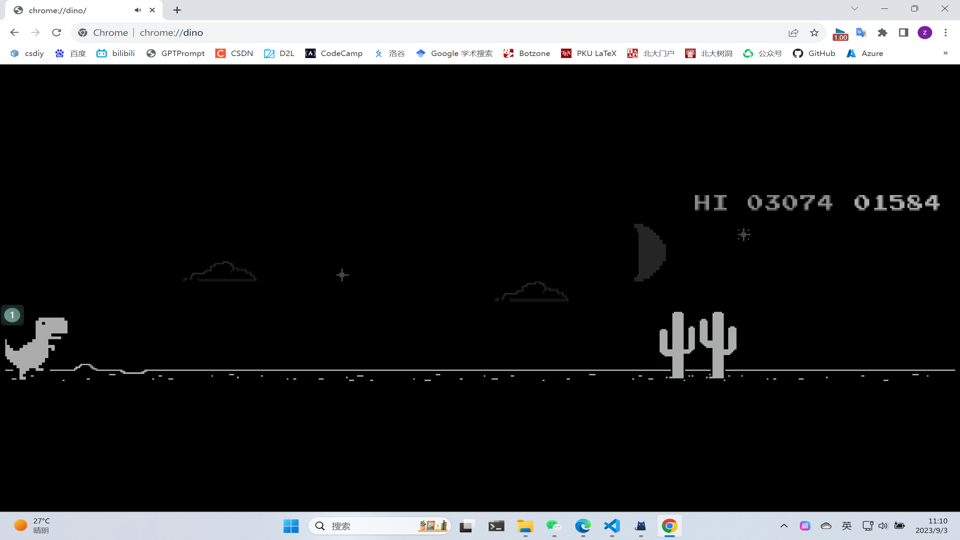 chrome://dino/
Chrome | chrome://dino
1.00
z
csdiy 百度 bilibili GPTPrompt CSDN D2L CodeCamp 洛谷 Google 学术搜索 Botzone PKU LaTeX 北大门户 北大树洞 公众号 GitHub Azure »
HI 03074 01584
1
27°C
晴朗
搜索
英
11:10
2023/9/3